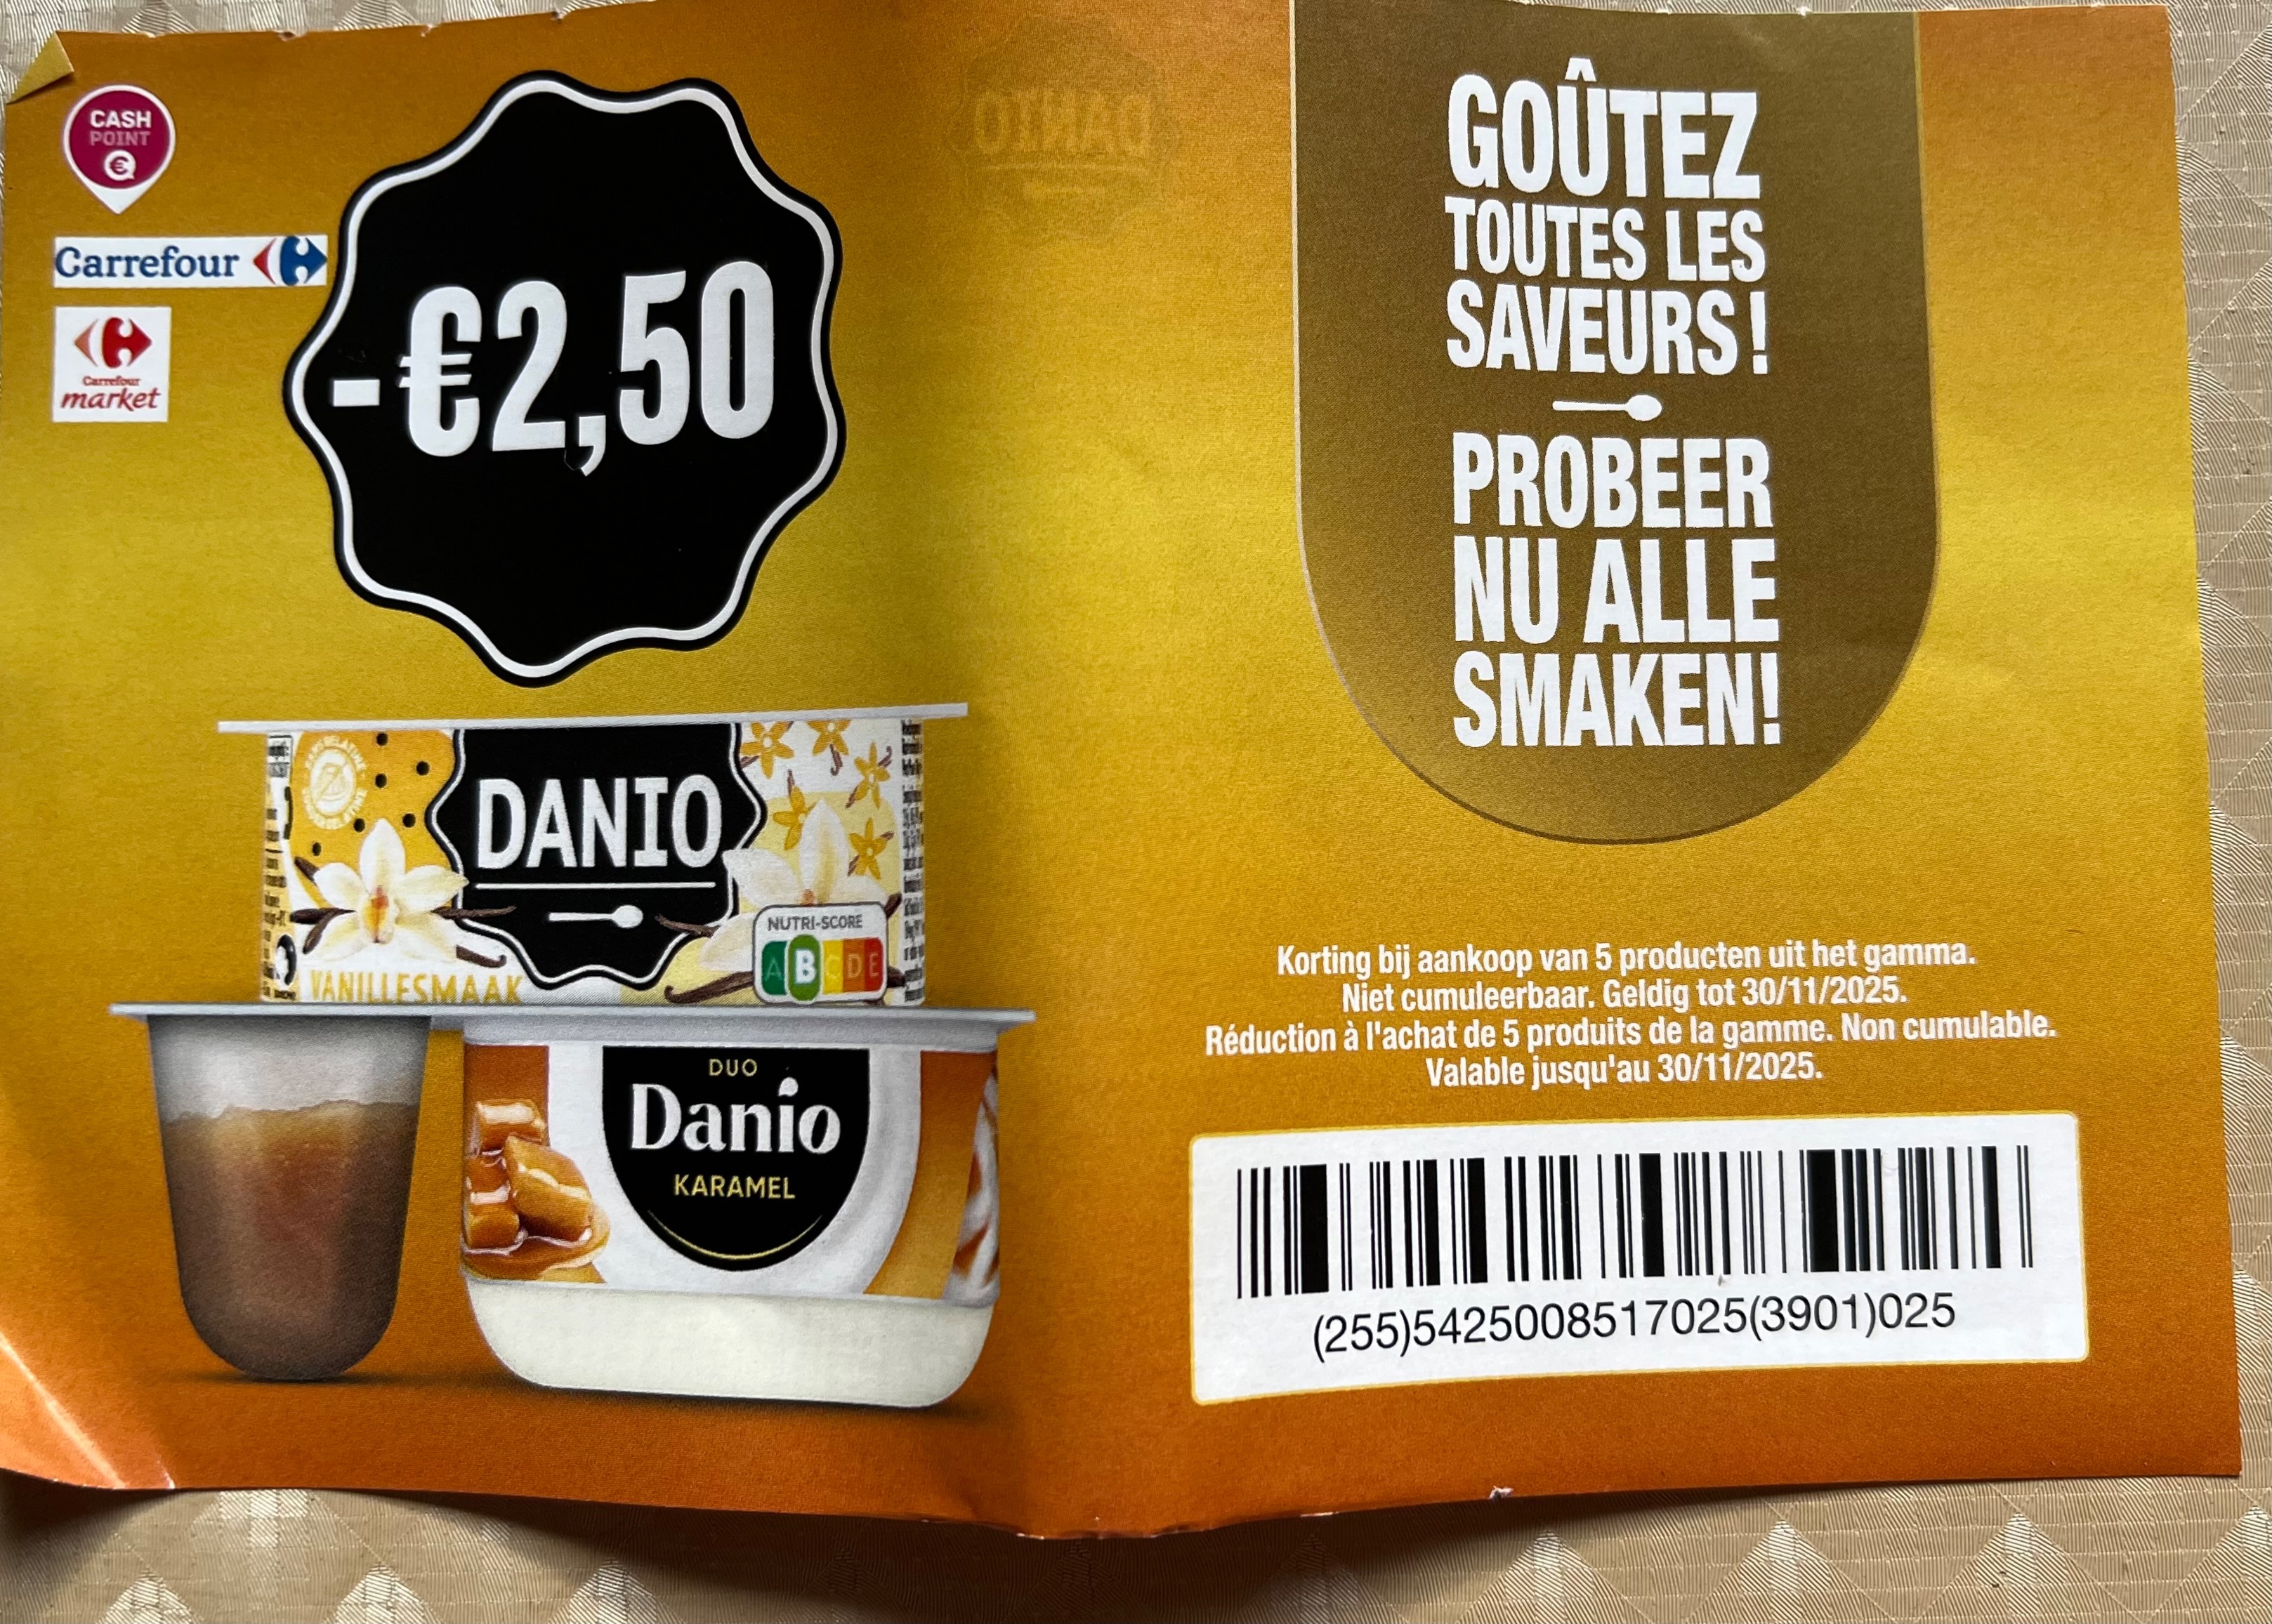 CASH
POINT
€
Carrefour
Carrefour
market
-€2,50
DANIO
VANILLESMAAK
NUTRI-SCORE
A B C D E
DUO
Danio
KARAMEL
GOÛTEZ
TOUTES LES
SAVEURS !
PROBEER
NU ALLE
SMAKEN!
Korting bij aankoop van 5 producten uit het gamma.
Niet cumuleerbaar. Geldig tot 30/11/2025.
Réduction à l'achat de 5 produits de la gamme. Non cumulable.
Valable jusqu'au 30/11/2025.
(255)5425008517025(3901)025